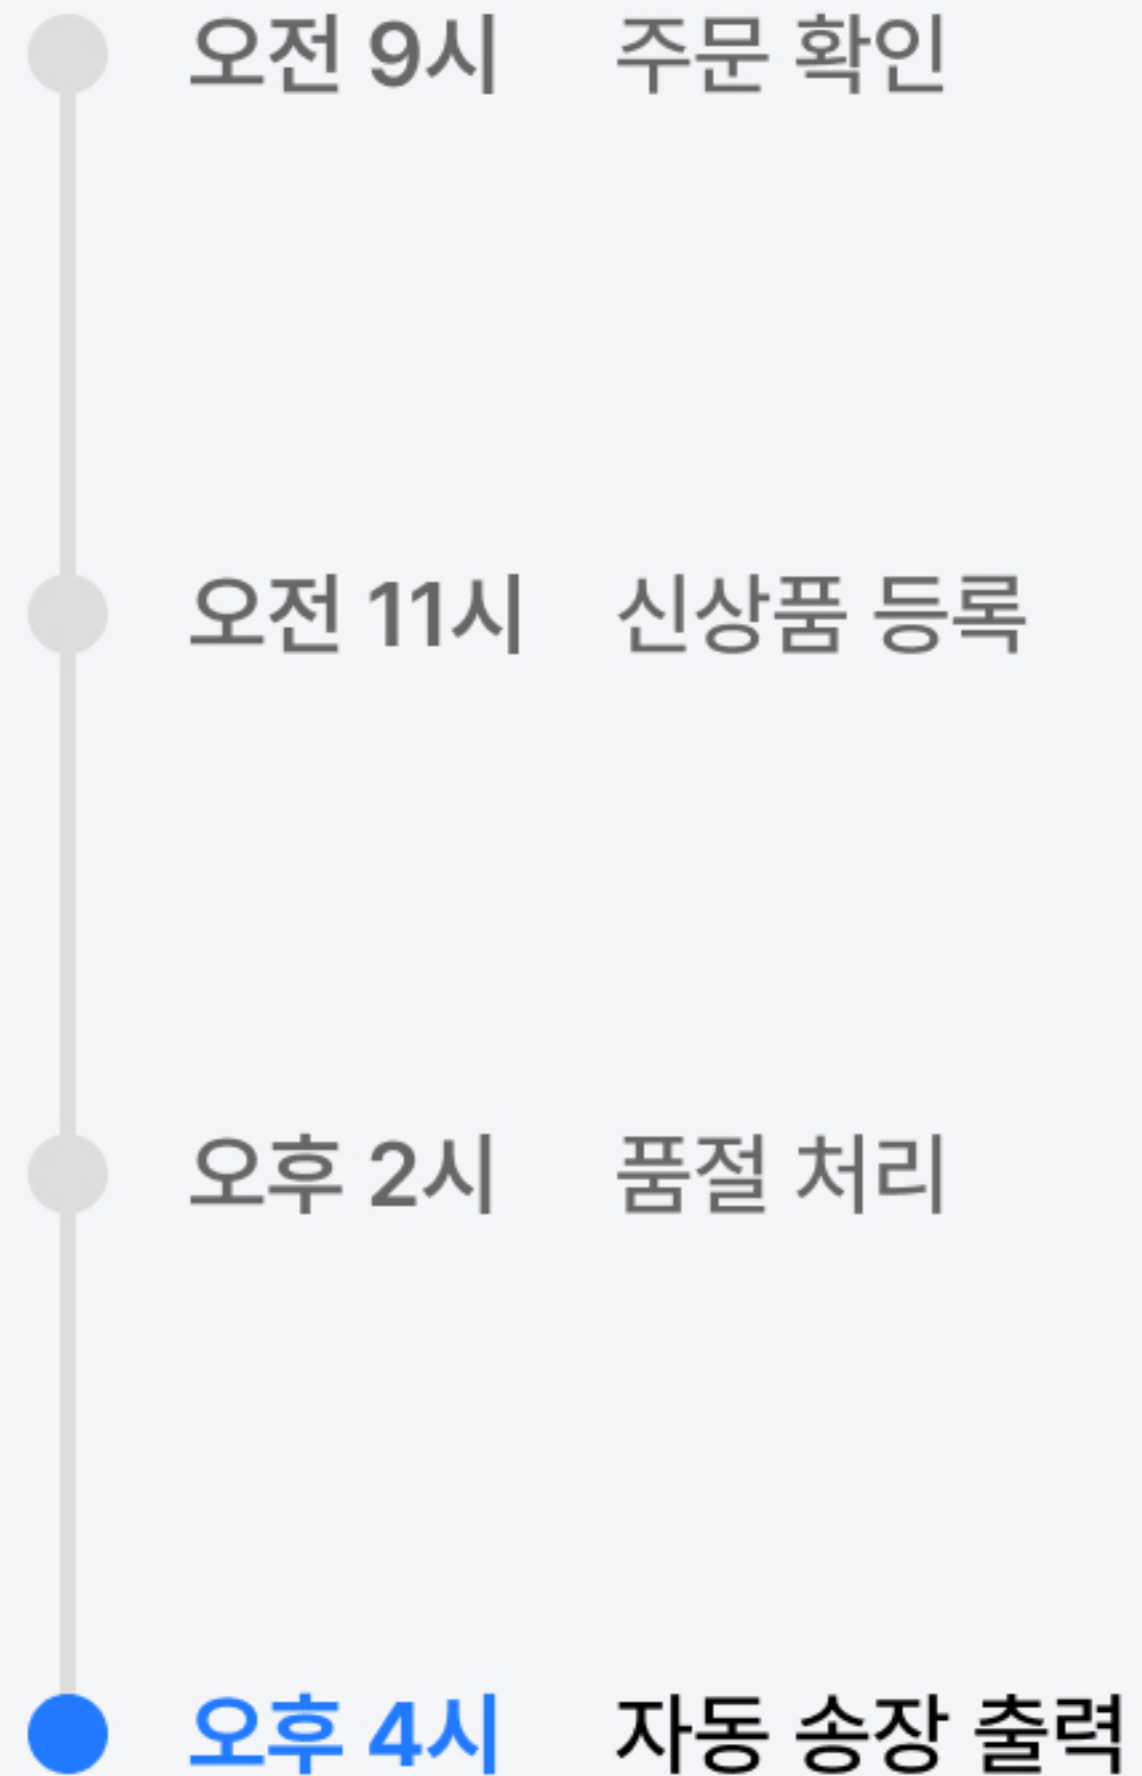 오전 9시 주문 확인
오전 11시 신상품 등록
오후 2시 품절 처리
오후 4시 자동 송장 출력